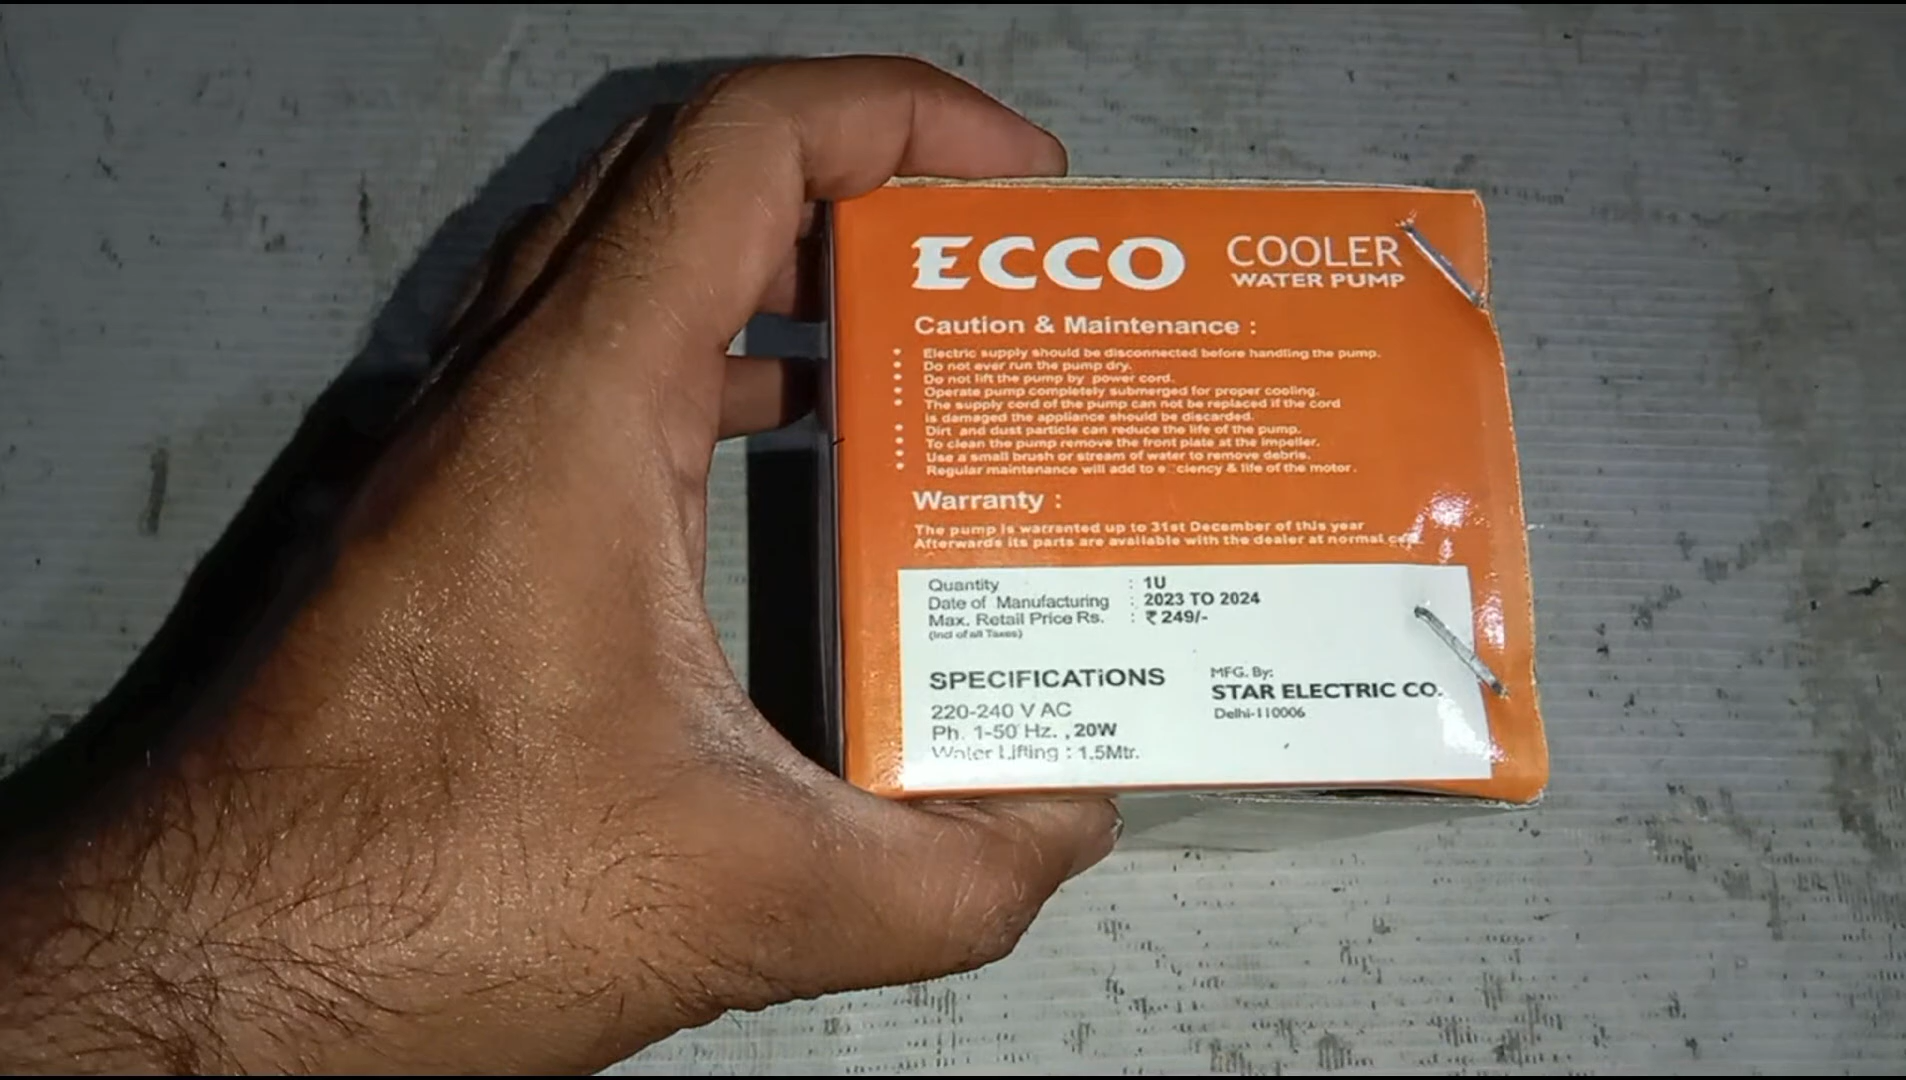 ECCO COOLER
WATER PUMP
Caution & Maintenance :
• Electric supply should be disconnected before handling the pump.
• Do not ever run the pump dry.
• Do not lift the pump by power cord.
• Operate pump completely submerged for proper cooling.
• The supply cord of the pump can not be replaced if the cord
is damaged the appliance should be discarded.
• Dirt and dust particle can reduce the life of the pump.
• To clean the pump remove the front plate at the impeller.
• Use a small brush or stream of water to remove debris.
• Regular maintenance will add to e ciency & life of the motor.
Warranty :
The pump is warranted up to 31st December of this year
Afterwards its parts are available with the dealer at normal
Quantity : 1U
Date of Manufacturing : 2023 TO 2024
Max. Retail Price Rs. : ₹ 249/-
(Incl of all Taxes)
SPECIFICATiONS
220-240 V AC
Ph. 1-50 Hz. , 20W
Water Lifting : 1.5Mtr.
MFG. By:
STAR ELECTRIC CO.
Delhi-110006